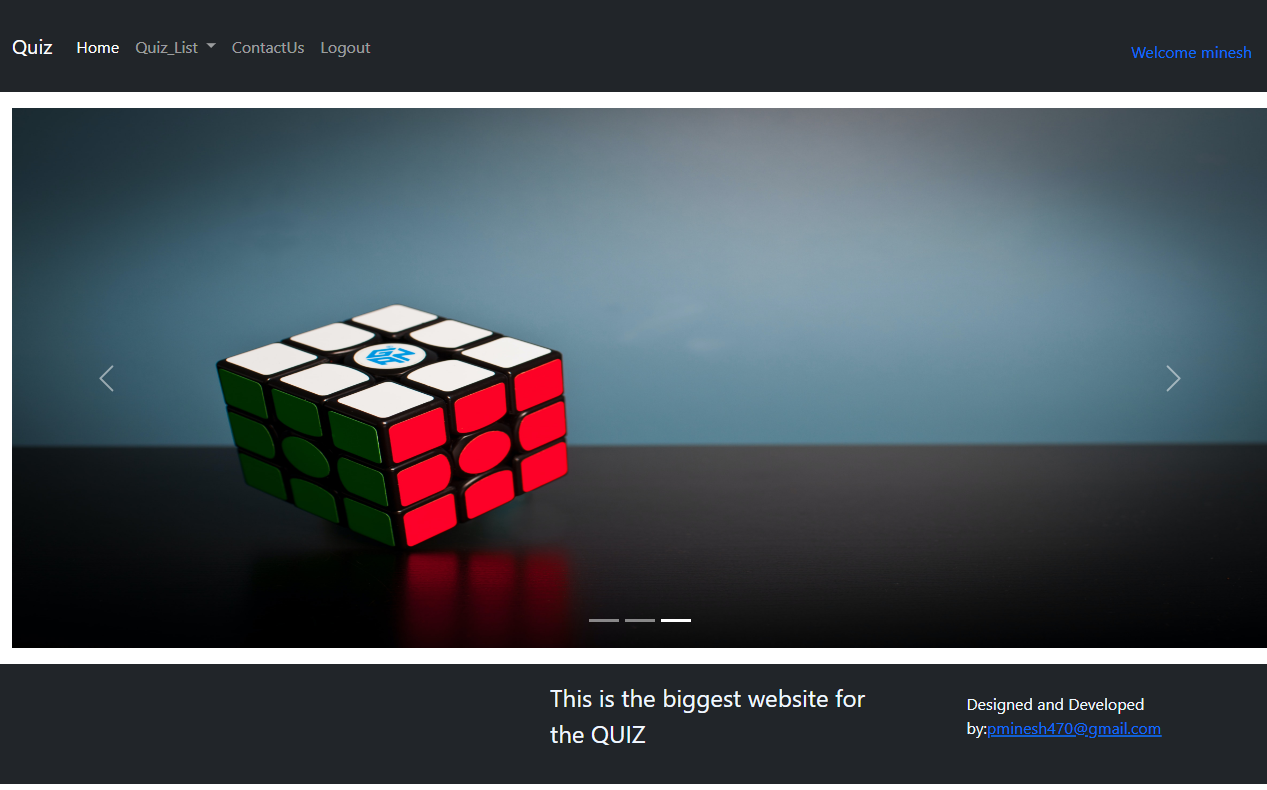 Quiz Home Quiz_List ContactUs Logout
Welcome minesh
This is the biggest website for
the QUIZ
Designed and Developed
by:pminesh470@gmail.com